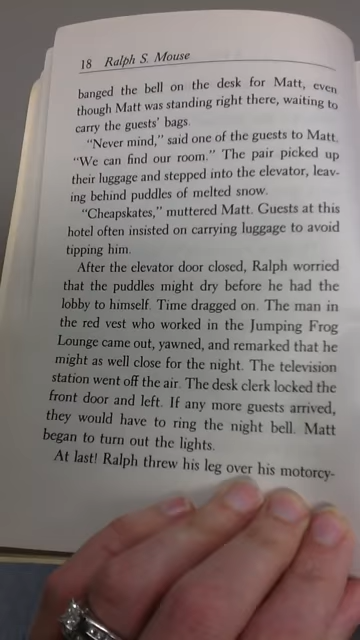 18 Ralph S. Mouse
banged the bell on the desk for Matt, even
though Matt was standing right there, waiting to
carry the guests' bags.
"Never mind," said one of the guests to Matt.
"We can find our room." The pair picked up
their luggage and stepped into the elevator, leav-
ing behind puddles of melted snow.
"Cheapskates," muttered Matt. Guests at this
hotel often insisted on carrying luggage to avoid
tipping him.
After the elevator door closed, Ralph worried
that the puddles might dry before he had the
lobby to himself. Time dragged on. The man in
the red vest who worked in the Jumping Frog
Lounge came out, yawned, and remarked that he
might as well close for the night. The television
station went off the air. The desk clerk locked the
front door and left. If any more guests arrived,
they would have to ring the night bell. Matt
began to turn out the lights.
At last! Ralph threw his leg over his motorcy-